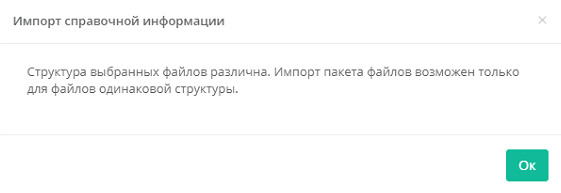 Импорт справочной информации
×
Структура выбранных файлов различна. Импорт пакета файлов возможен только
для файлов одинаковой структуры.
Ок